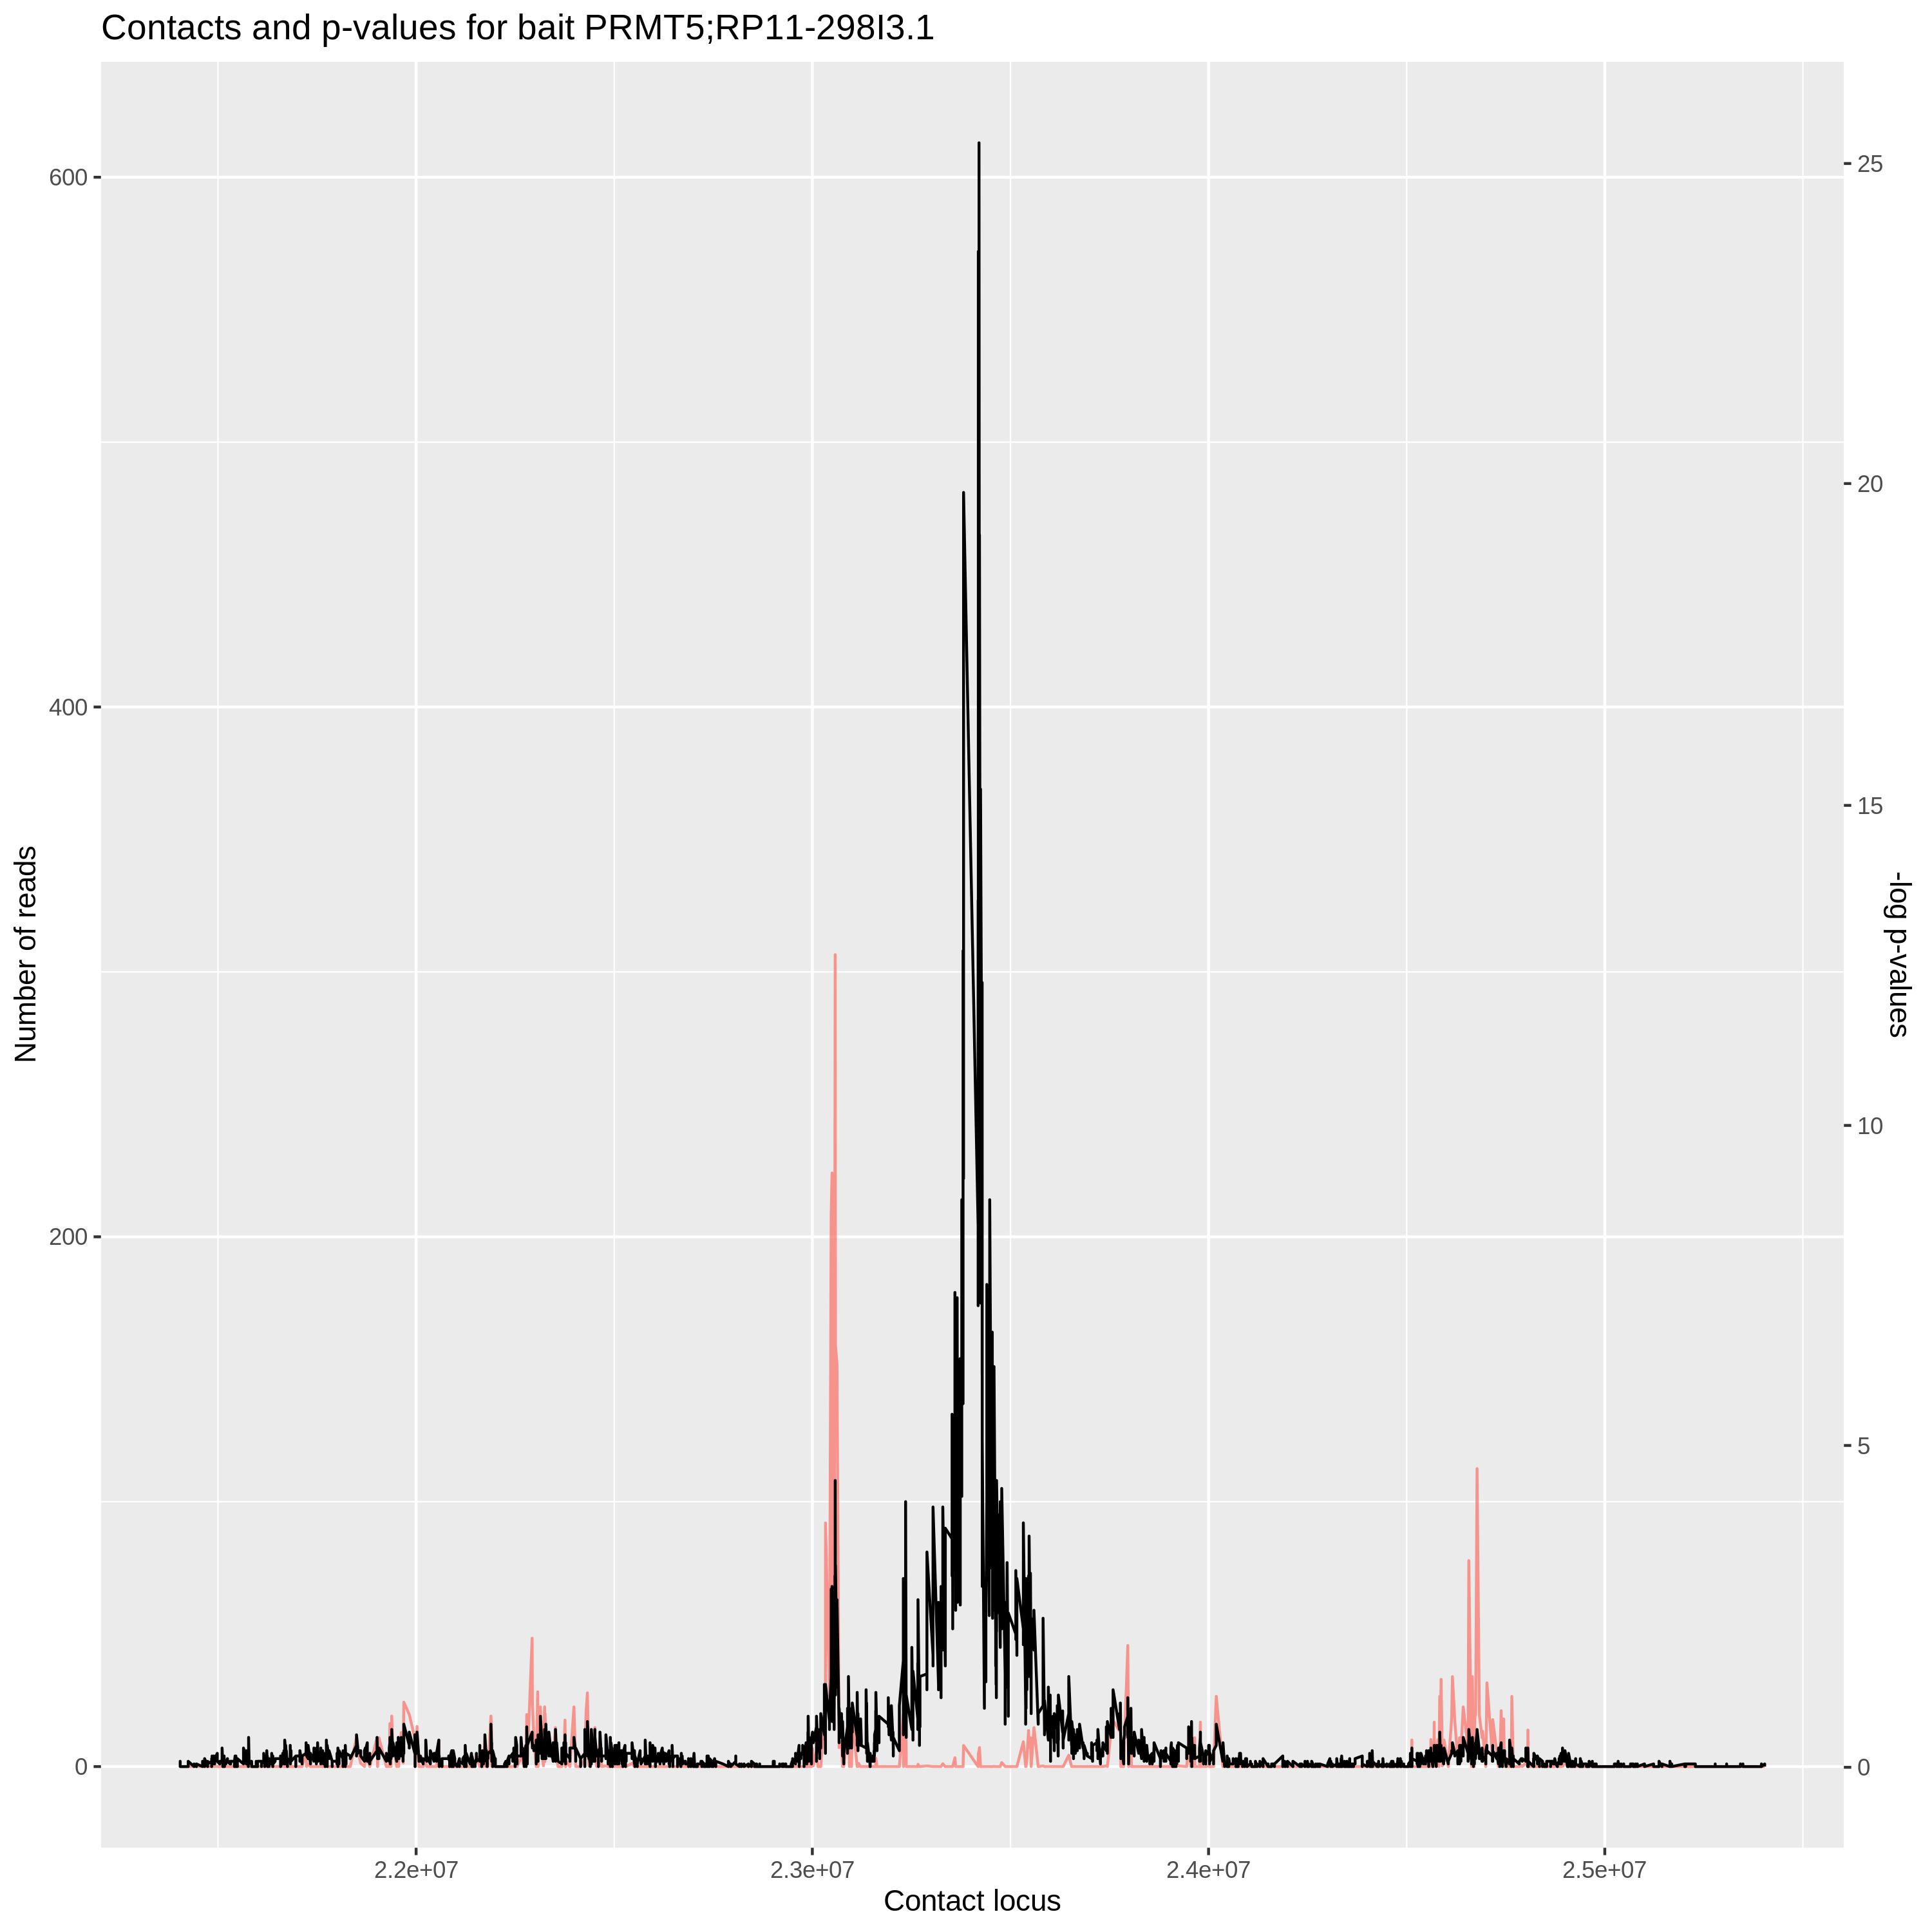 Contacts and p-values for bait PRMT5;RP11-298I3.1
600
400
200
0
Number of reads
25
20
15
10
5
0
-log p-values
2.2e+07
2.3e+07
2.4e+07
2.5e+07
Contact locus